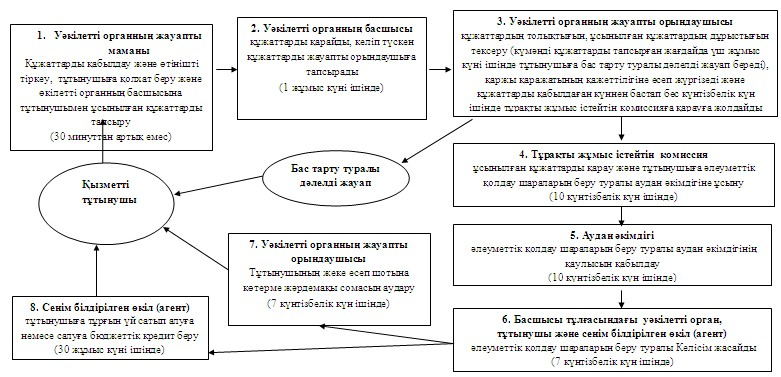 1. Уәкілетті органның жауапты
маманы
Құжаттарды қабылдау және өтінішті
тіркеу, тұтынушыға қолхат беру және
өкілетті органның басшысына
тұтынушымен ұсынылған құжаттарды
тапсыру
(30 минуттан артық емес)
2. Уәкілетті органның басшысы
құжаттарды қарайды, келіп түскен
құжаттарды жауапты орындаушыға
тапсырады
(1 жұмыс күні ішінде)
3. Уәкілетті органның жауапты орындаушысы
құжаттардың толықтығын, ұсынылған құжаттардың дұрыстығын
тексеру (күмәнді құжаттарды тапсырған жағдайда үш жұмыс
күні ішінде тұтынушыға бас тарту туралы дәлелді жауап береді),
қаржы қаражатының қажеттілігіне есеп жүргізеді және
құжаттарды қабылдаған күннен бастап бес күнтізбелік күн
ішінде тұрақты жұмыс істейтін комиссияға қарауға жолдайды
4. Тұрақты жұмыс істейтін комиссия
ұсынылған құжаттарды қарау және тұтынушыға әлеуметтік
қолдау шараларын беру туралы аудан әкімдігіне ұсыну
(10 күнтізбелік күн ішінде)
Қызметті
тұтынушы
Бас тарту туралы
дәлелді жауап
5. Аудан әкімдігі
әлеуметтік қолдау шараларын беру туралы аудан әкімдігінің
қаулысын қабылдау
(10 күнтізбелік күн ішінде)
7. Уәкілетті органның жауапты
орындаушысы
Тұтынушының жеке есеп шотына
көтерме жәрдемақы сомасын аудару
(7 күнтізбелік күн ішінде)
8. Сенім білдірілген өкіл (агент)
тұтынушыға тұрғын үй сатып алуға
немесе салуға бюджеттік кредит беру
(30 жұмыс күні ішінде)
6. Басшысы тұлғасындағы уәкілетті орган,
тұтынушы және сенім білдірілген өкіл (агент)
әлеуметтік қолдау шараларын беру туралы Келісім жасайды
(7 күнтізбелік күн ішінде)